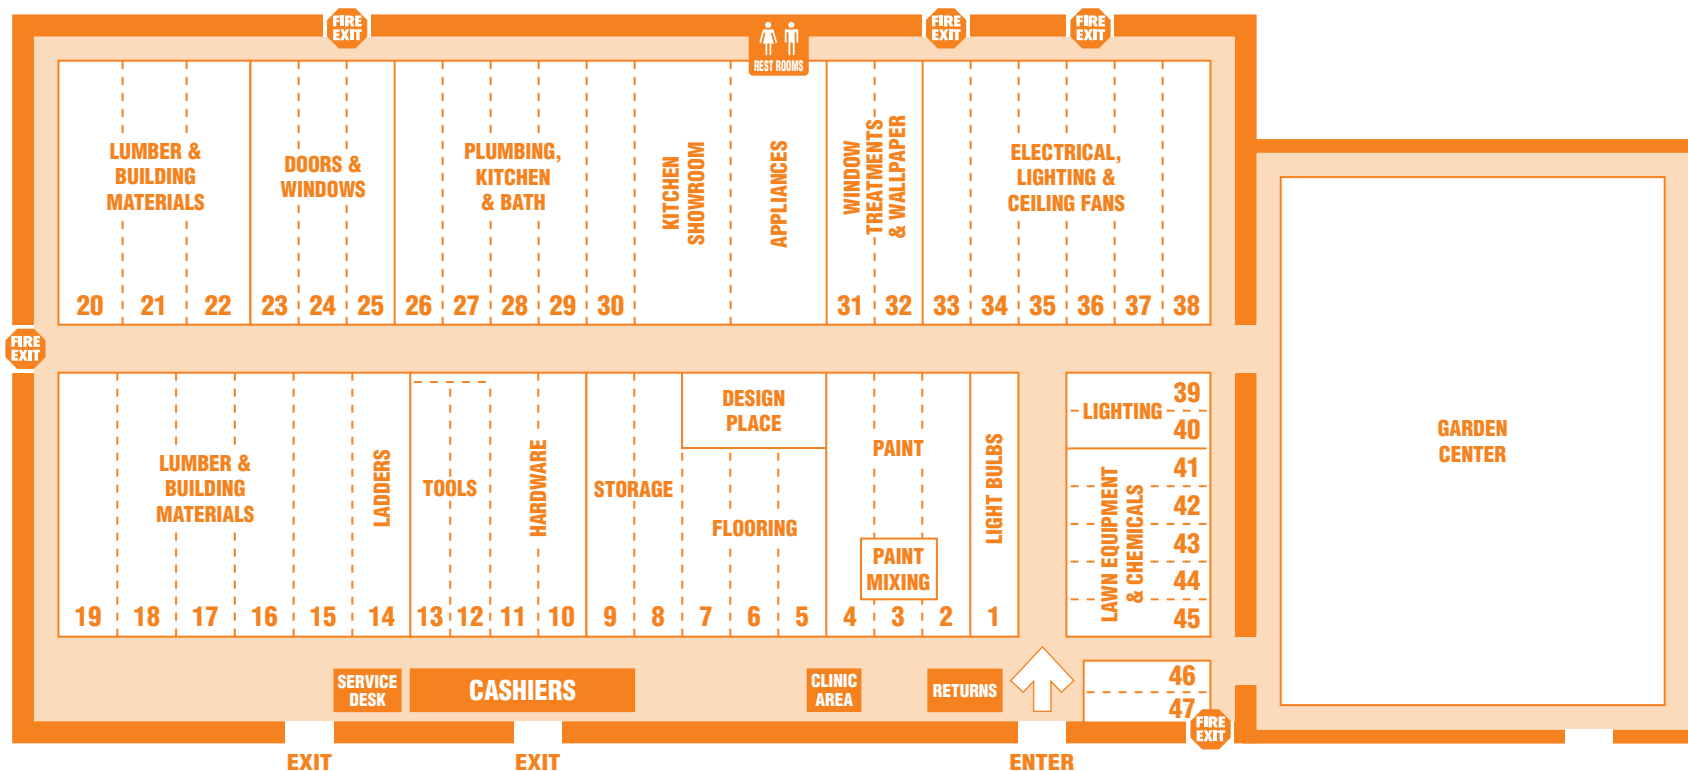 FIRE
EXIT
REST ROOMS
FIRE
EXIT
FIRE
EXIT
LUMBER &
BUILDING
MATERIALS
DOORS &
WINDOWS
PLUMBING,
KITCHEN
& BATH
KITCHEN
SHOWROOM
APPLIANCES
WINDOW
TREATMENTS
& WALLPAPER
ELECTRICAL,
LIGHTING &
CEILING FANS
20 21 22 23 24 25 26 27 28 29 30 31 32 33 34 35 36 37 38
FIRE
EXIT
LUMBER &
BUILDING
MATERIALS
LADDERS
TOOLS
HARDWARE
STORAGE
DESIGN
PLACE
FLOORING
PAINT
PAINT
MIXING
LIGHT BULBS
19 18 17 16 15 14 13 12 11 10 9 8 7 6 5 4 3 2 1
LIGHTING
39
40
LAWN EQUIPMENT
& CHEMICALS
41
42
43
44
45
46
47
GARDEN
CENTER
SERVICE
DESK
CASHIERS
CLINIC
AREA
RETURNS
FIRE
EXIT
EXIT
EXIT
ENTER